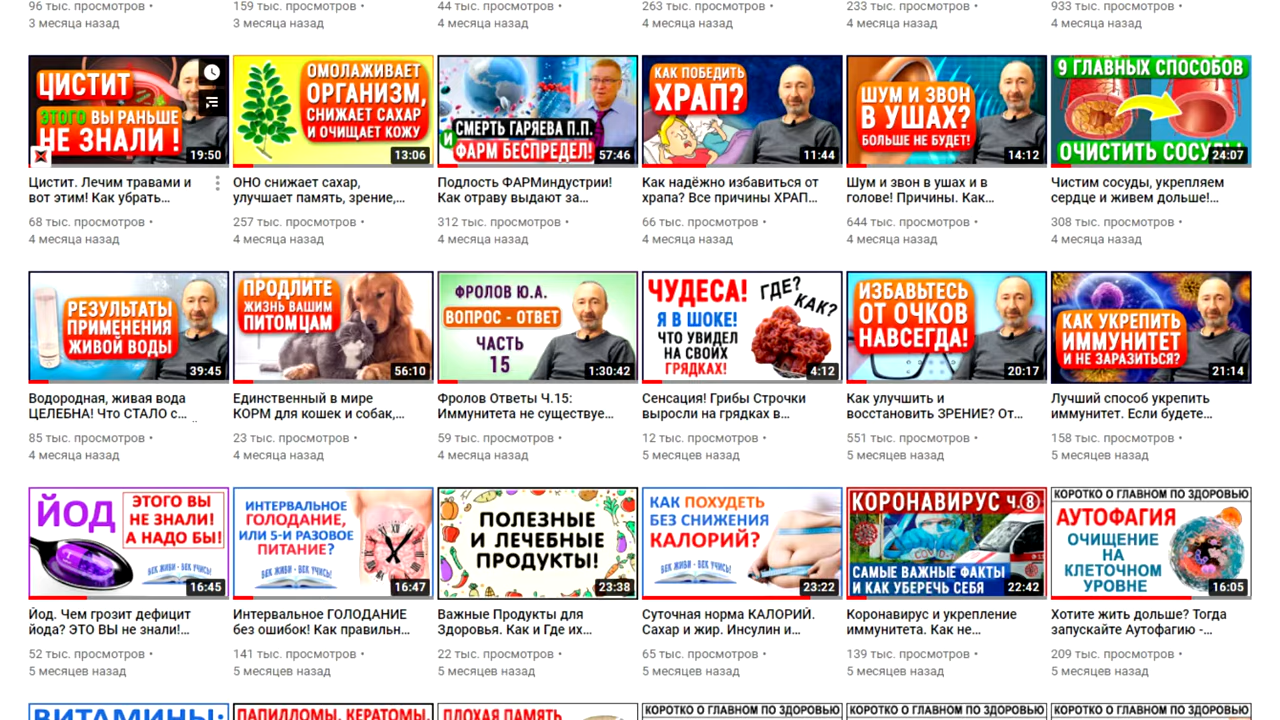 96 тыс. просмотров •
159 тыс. просмотров •
44 тыс. просмотров •
263 тыс. просмотров •
233 тыс. просмотров •
933 тыс. просмотров •
3 месяца назад
3 месяца назад
4 месяца назад
4 месяца назад
4 месяца назад
4 месяца назад
ЦИСТИТ
ЭТОГО ВЫ РАНЬШЕ
НЕ ЗНАЛИ !
19:50
Цистит. Лечим травами и
вот этим! Как убрать...
68 тыс. просмотров •
4 месяца назад
ОМОЛАЖИВАЕТ
ОРГАНИЗМ,
СНИЖАЕТ САХАР
И ОЧИЩАЕТ КОЖУ
13:06
ОНО снижает сахар,
улучшает память, зрение,...
257 тыс. просмотров •
4 месяца назад
СМЕРТЬ ГАРЯЕВА П.П.
И ФАРМ БЕСПРЕДЕЛ!
57:46
Подлость ФАРМиндустрии!
Как отраву выдают за...
312 тыс. просмотров •
4 месяца назад
КАК ПОБЕДИТЬ
ХРАП?
11:44
Как надёжно избавиться от
храпа? Все причины ХРАП...
66 тыс. просмотров •
4 месяца назад
ШУМ И ЗВОН
В УШАХ?
БОЛЬШЕ НЕ БУДЕТ!
14:12
Шум и звон в ушах и в
голове! Причины. Как...
644 тыс. просмотров •
4 месяца назад
9 ГЛАВНЫХ СПОСОБОВ
ОЧИСТИТЬ СОСУДЫ
24:07
Чистим сосуды, укрепляем
сердце и живем дольше!...
308 тыс. просмотров •
4 месяца назад
РЕЗУЛЬТАТЫ
ПРИМЕНЕНИЯ
ЖИВОЙ ВОДЫ
39:45
Водородная, живая вода
ЦЕЛЕБНА! Что СТАЛО с...
85 тыс. просмотров •
4 месяца назад
ПРОДЛИТЕ
ЖИЗНЬ ВАШИМ
ПИТОМЦАМ
56:10
Единственный в мире
КОРМ для кошек и собак,...
23 тыс. просмотров •
4 месяца назад
ФРОЛОВ Ю.А.
ВОПРОС - ОТВЕТ
ЧАСТЬ
15
1:30:42
Фролов Ответы Ч.15:
Иммунитета не существуе...
59 тыс. просмотров •
4 месяца назад
ЧУДЕСА!
ГДЕ?
КАК?
Я В ШОКЕ!
ЧТО УВИДЕЛ
НА СВОИХ
ГРЯДКАХ!
4:12
Сенсация! Грибы Строчки
выросли на грядках в...
12 тыс. просмотров •
5 месяцев назад
ИЗБАВЬТЕСЬ
ОТ ОЧКОВ
НАВСЕГДА!
20:17
Как улучшить и
восстановить ЗРЕНИЕ? От...
551 тыс. просмотров •
5 месяцев назад
КАК УКРЕПИТЬ
ИММУНИТЕТ
И НЕ ЗАРАЗИТЬСЯ?
21:14
Лучший способ укрепить
иммунитет. Если будете...
158 тыс. просмотров •
5 месяцев назад
ЙОД
ЭТОГО ВЫ
НЕ ЗНАЛИ!
А НАДО БЫ!
ВЕК ЖИВИ - ВЕК УЧИСЬ!
16:45
Йод. Чем грозит дефицит
йода? ЭТО ВЫ не знали!...
52 тыс. просмотров •
5 месяцев назад
ИНТЕРВАЛЬНОЕ
ГОЛОДАНИЕ,
ИЛИ 5-И РАЗОВОЕ
ПИТАНИЕ?
ВЕК ЖИВИ - ВЕК УЧИСЬ!
16:47
Интервальное ГОЛОДАНИЕ
без ошибок! Как правильн...
141 тыс. просмотров •
5 месяцев назад
ПОЛЕЗНЫЕ
И ЛЕЧЕБНЫЕ
ПРОДУКТЫ!
23:38
Важные Продукты для
Здоровья. Как и Где их...
22 тыс. просмотров •
5 месяцев назад
КАК ПОХУДЕТЬ
БЕЗ СНИЖЕНИЯ
КАЛОРИЙ?
ВЕК ЖИВИ - ВЕК УЧИСЬ!
23:22
Суточная норма КАЛОРИЙ.
Сахар и жир. Инсулин и...
65 тыс. просмотров •
5 месяцев назад
КОРОНАВИРУС Ч.8
САМЫЕ ВАЖНЫЕ ФАКТЫ
И КАК УБЕРЕЧЬ СЕБЯ
22:42
Коронавирус и укрепление
иммунитета. Как не...
139 тыс. просмотров •
5 месяцев назад
КОРОТКО О ГЛАВНОМ ПО ЗДОРОВЬЮ
АУТОФАГИЯ
ОЧИЩЕНИЕ
НА
КЛЕТОЧНОМ
УРОВНЕ
16:05
Хотите жить дольше? Тогда
запускайте Аутофагию -...
209 тыс. просмотров •
5 месяцев назад
ВИТАМИНЫ:
ПАПИЛЛОМЫ, КЕРАТОМЫ,
ПЛОХАЯ ПАМЯТЬ
КОРОТКО О ГЛАВНОМ ПО ЗДОРОВЬЮ
КОРОТКО О ГЛАВНОМ ПО ЗДОРОВЬЮ
КОРОТКО О ГЛАВНОМ ПО ЗДОРОВЬЮ